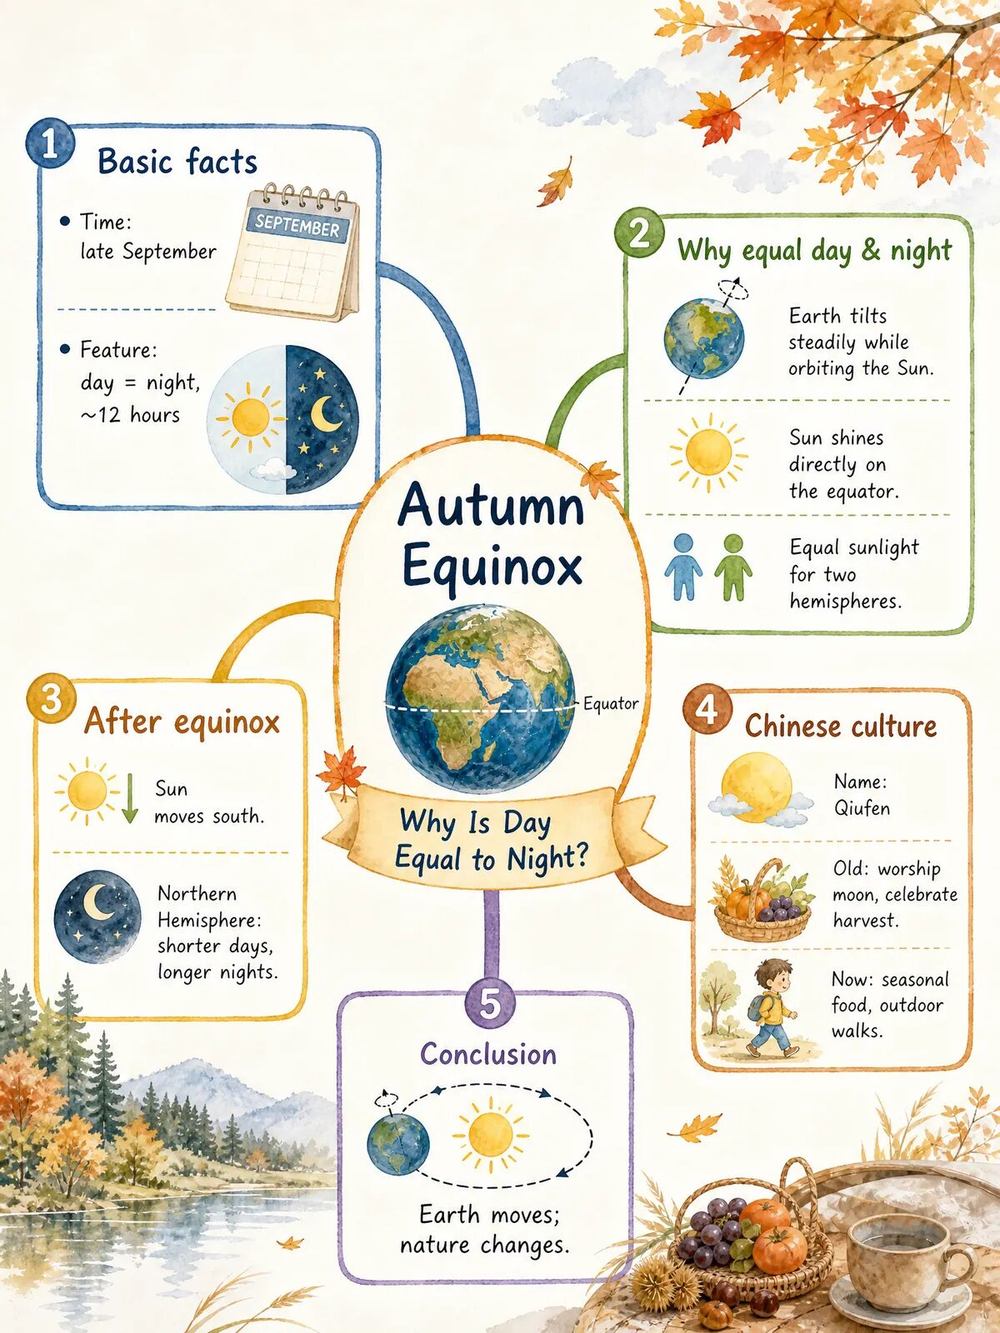 Autumn
Equinox
Equator
Why Is Day
Equal to Night?
1
Basic facts
• Time:
late September
SEPTEMBER
• Feature:
day = night,
~12 hours
2
Why equal day & night
Earth tilts
steadily while
orbiting the Sun.
Sun shines
directly on
the equator.
Equal sunlight
for two
hemispheres.
3
After equinox
Sun
moves south.
Northern
Hemisphere:
shorter days,
longer nights.
4
Chinese culture
Name:
Qiufen
Old: worship
moon, celebrate
harvest.
Now: seasonal
food, outdoor
walks.
5
Conclusion
Earth moves;
nature changes.